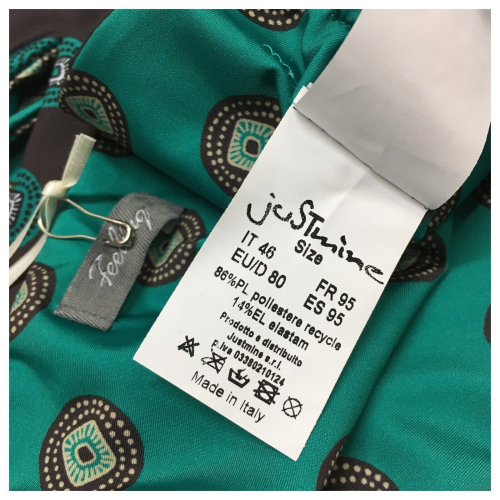 juSTmine
Size
IT 46 FR 95
EU/D 80 ES 95
86%PL poliestere recycle
14%EL elastam
Prodotto e distribuito
Justmine s.r.l.
p.iva 03380210124
Made in Italy